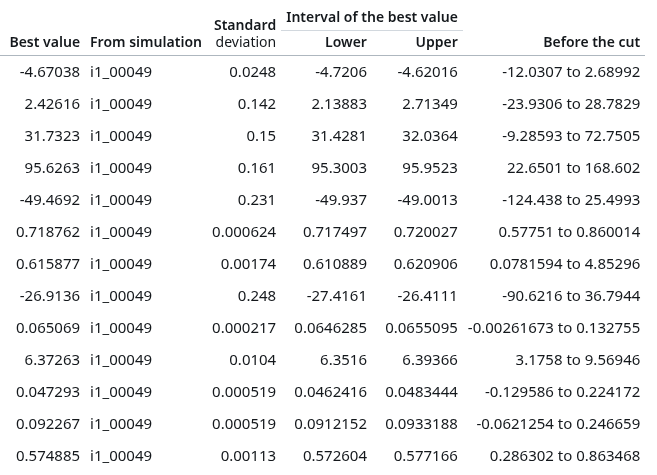 Interval of the best value
Standard
Best value From simulation deviation Lower Upper Before the cut
-4.67038 i1_00049 0.0248 -4.7206 -4.62016 -12.0307 to 2.68992
2.42616 i1_00049 0.142 2.13883 2.71349 -23.9306 to 28.7829
31.7323 i1_00049 0.15 31.4281 32.0364 -9.28593 to 72.7505
95.6263 i1_00049 0.161 95.3003 95.9523 22.6501 to 168.602
-49.4692 i1_00049 0.231 -49.937 -49.0013 -124.438 to 25.4993
0.718762 i1_00049 0.000624 0.717497 0.720027 0.57751 to 0.860014
0.615877 i1_00049 0.00174 0.610889 0.620906 0.0781594 to 4.85296
-26.9136 i1_00049 0.248 -27.4161 -26.4111 -90.6216 to 36.7944
0.065069 i1_00049 0.000217 0.0646285 0.0655095 -0.00261673 to 0.132755
6.37263 i1_00049 0.0104 6.3516 6.39366 3.1758 to 9.56946
0.047293 i1_00049 0.000519 0.0462416 0.0483444 -0.129586 to 0.224172
0.092267 i1_00049 0.000519 0.0912152 0.0933188 -0.0621254 to 0.246659
0.574885 i1_00049 0.00113 0.572604 0.577166 0.286302 to 0.863468